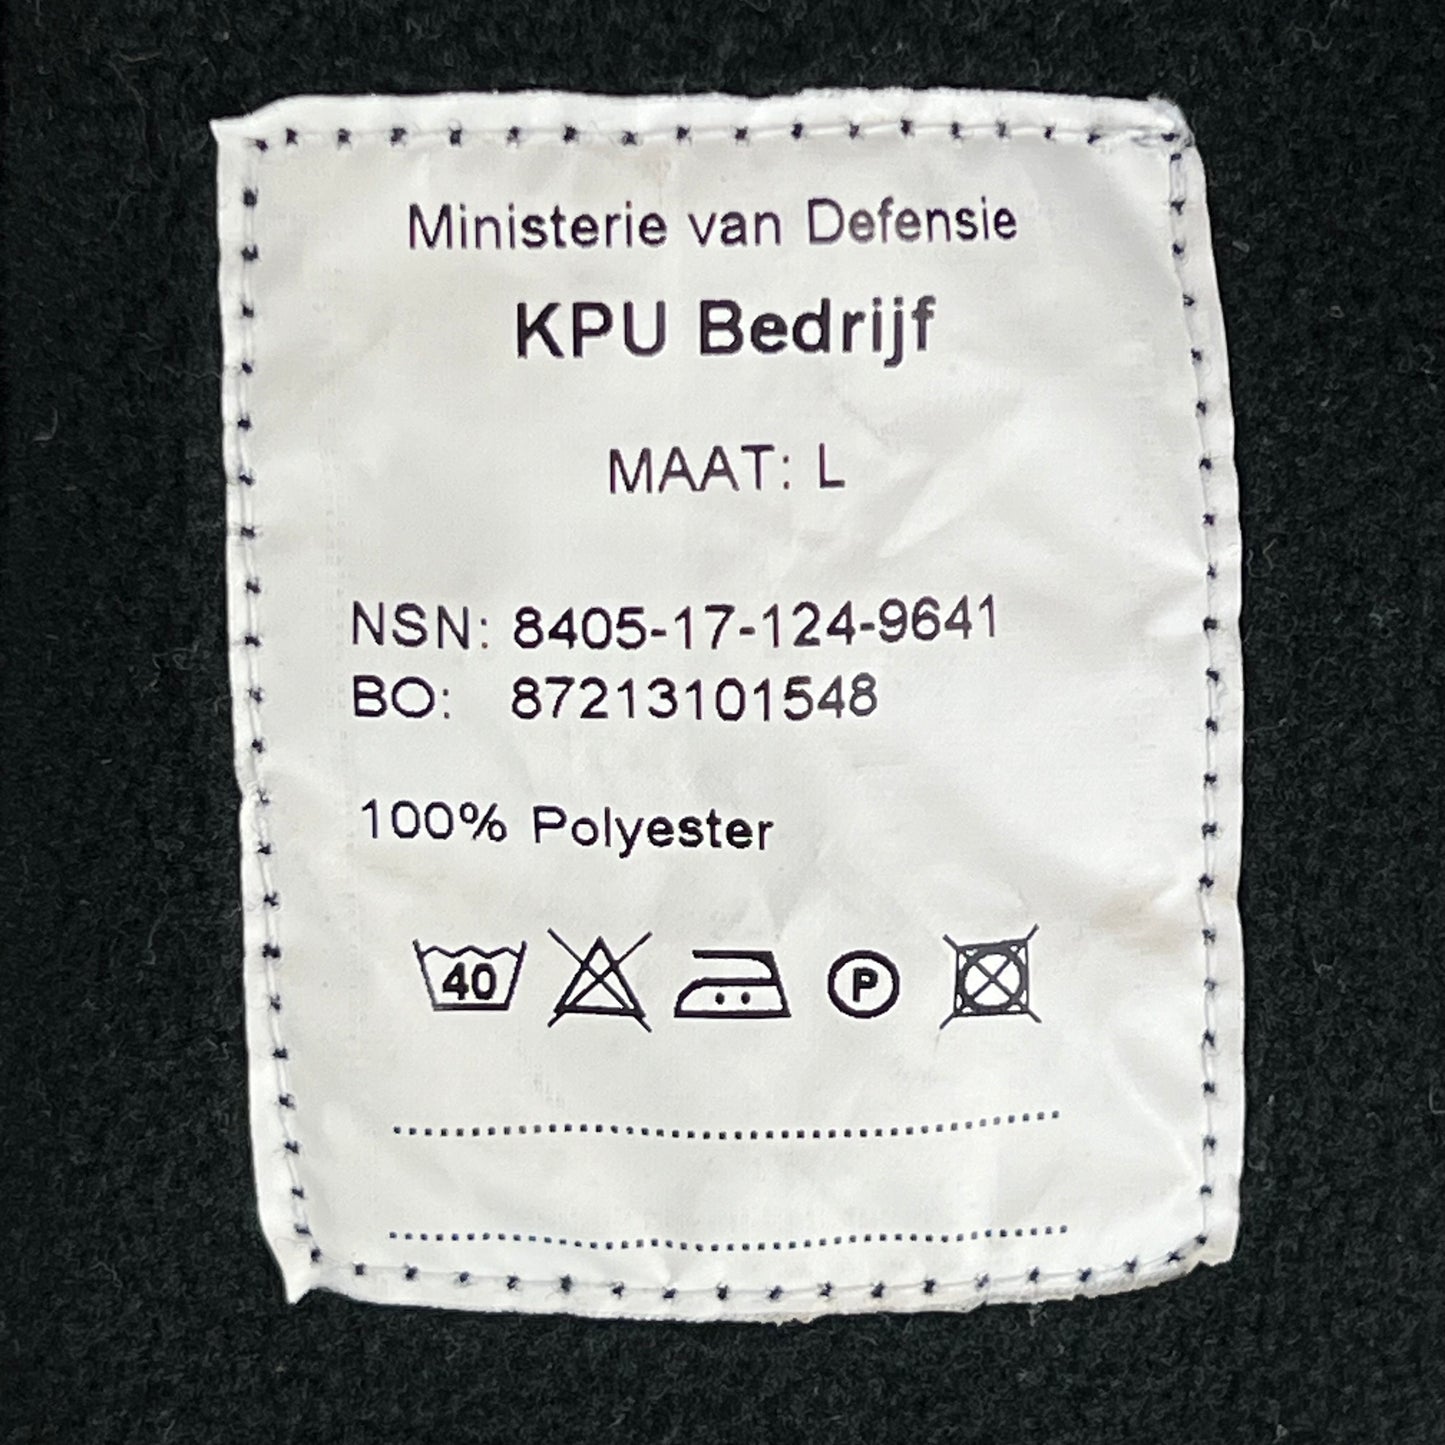 Ministerie van Defensie
KPU Bedrijf
MAAT: L
NSN: 8405-17-124-9641
BO: 87213101548
100% Polyester
40
P